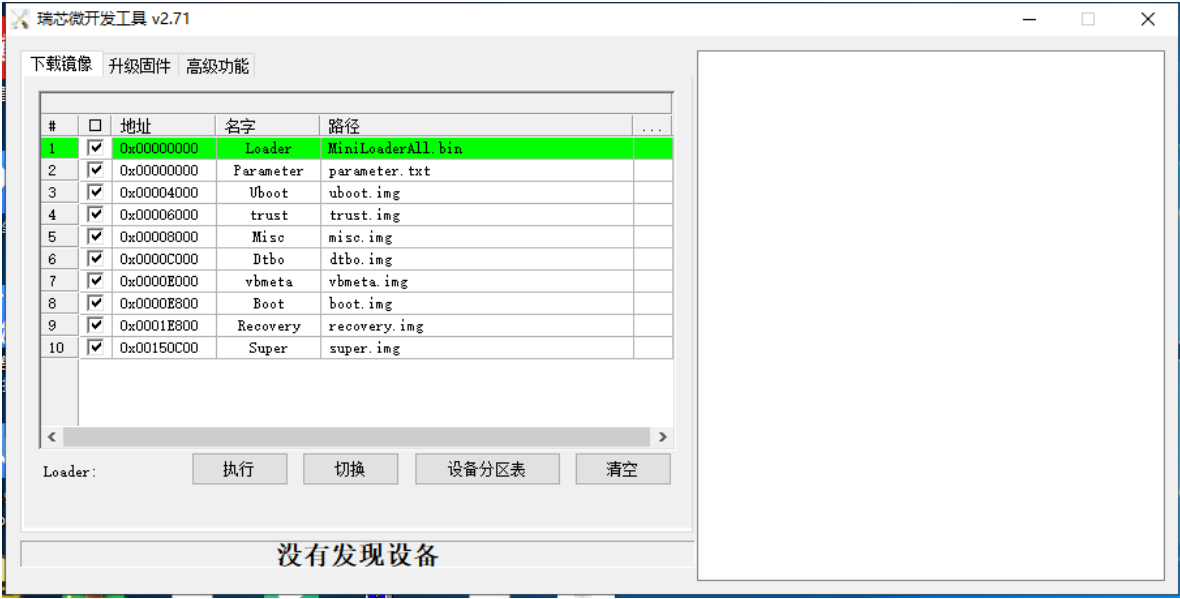 瑞芯微开发工具 v2.71
下载镜像 升级固件 高级功能
# 地址 名字 路径 ...
1 0x00000000 Loader MiniLoaderAll.bin
2 0x00000000 Parameter parameter.txt
3 0x00004000 Uboot uboot.img
4 0x00006000 trust trust.img
5 0x00008000 Misc misc.img
6 0x0000C000 Dtbo dtbo.img
7 0x0000E000 vbmeta vbmeta.img
8 0x0000E800 Boot boot.img
9 0x0001E800 Recovery recovery.img
10 0x00150C00 Super super.img
Loader: 执行 切换 设备分区表 清空
没有发现设备